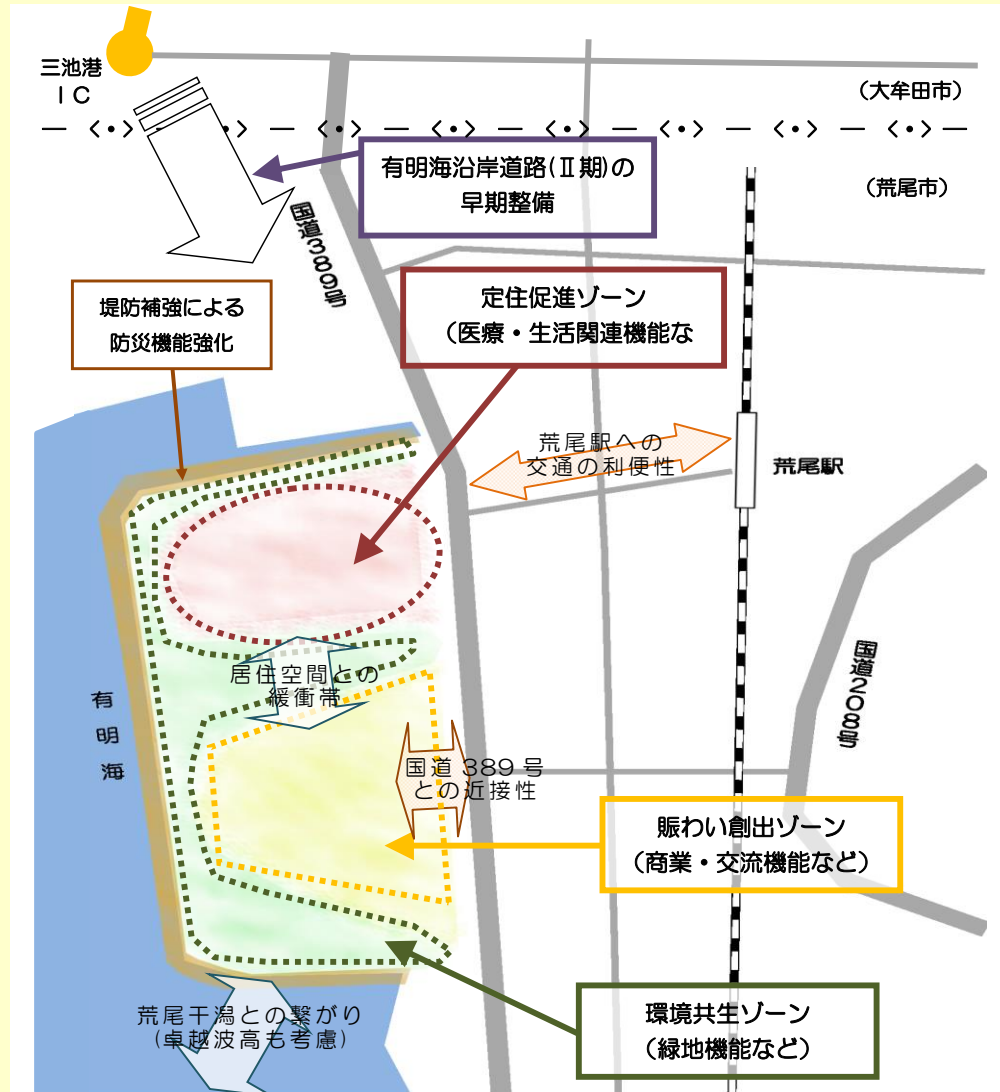 三池港
IC
（大牟田市）
（荒尾市）
有明海沿岸道路(Ⅱ期)の
早期整備
国道389号
定住促進ゾーン
（医療・生活関連機能な
堤防補強による
防災機能強化
荒尾駅への
交通の利便性
荒尾駅
居住空間との
緩衝帯
有明海
国道208号
国道 389 号
との近接性
賑わい創出ゾーン
（商業・交流機能など）
環境共生ゾーン
（緑地機能など）
荒尾干潟との繋がり
(卓越波高も考慮)